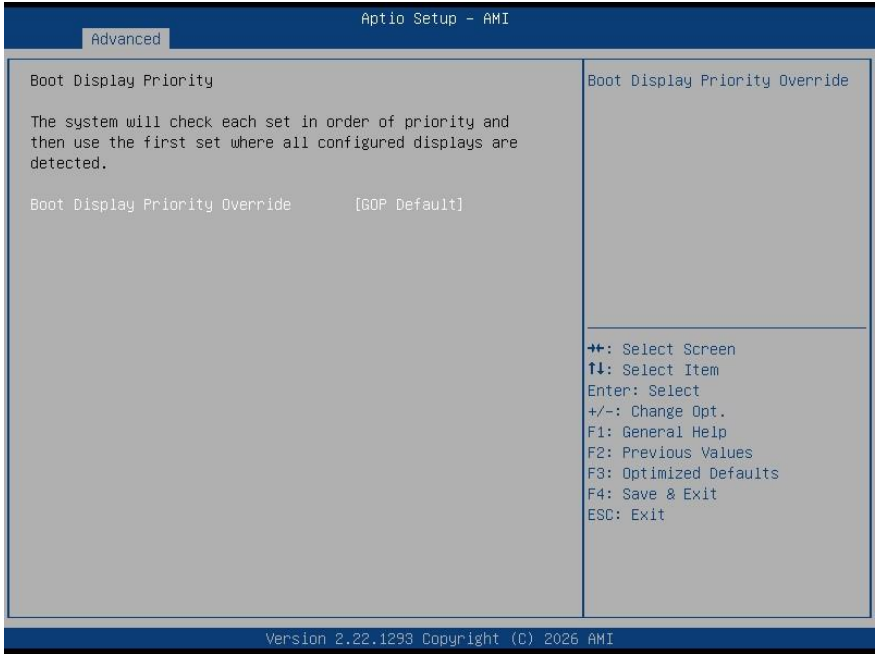 Aptio Setup - AMI
Advanced
Boot Display Priority
The system will check each set in order of priority and
then use the first set where all configured displays are
detected.
Boot Display Priority Override [GOP Default]
Boot Display Priority Override
→←: Select Screen
↑↓: Select Item
Enter: Select
+/-: Change Opt.
F1: General Help
F2: Previous Values
F3: Optimized Defaults
F4: Save & Exit
ESC: Exit
Version 2.22.1293 Copyright (C) 2026 AMI